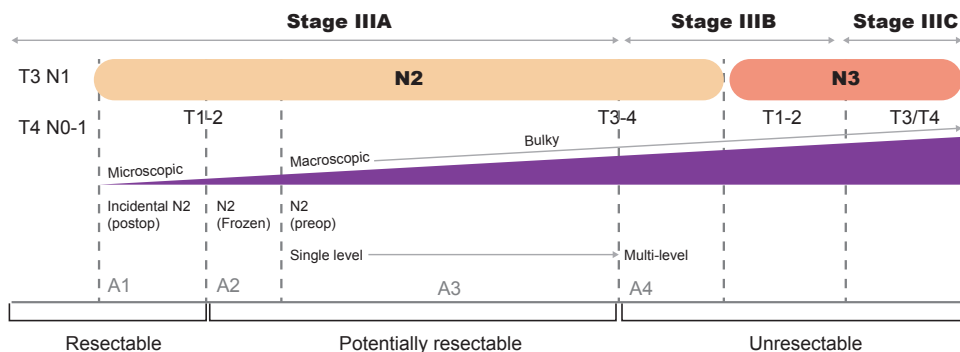 Stage IIIA Stage IIIB Stage IIIC
T3 N1 N2 N3
T4 N0-1 T1-2 T3-4 T1-2 T3/T4
Bulky
Macroscopic
Microscopic
Incidental N2 N2 N2
(postop) (Frozen) (preop)
Single level Multi-level
A1 A2 A3 A4
Resectable Potentially resectable Unresectable